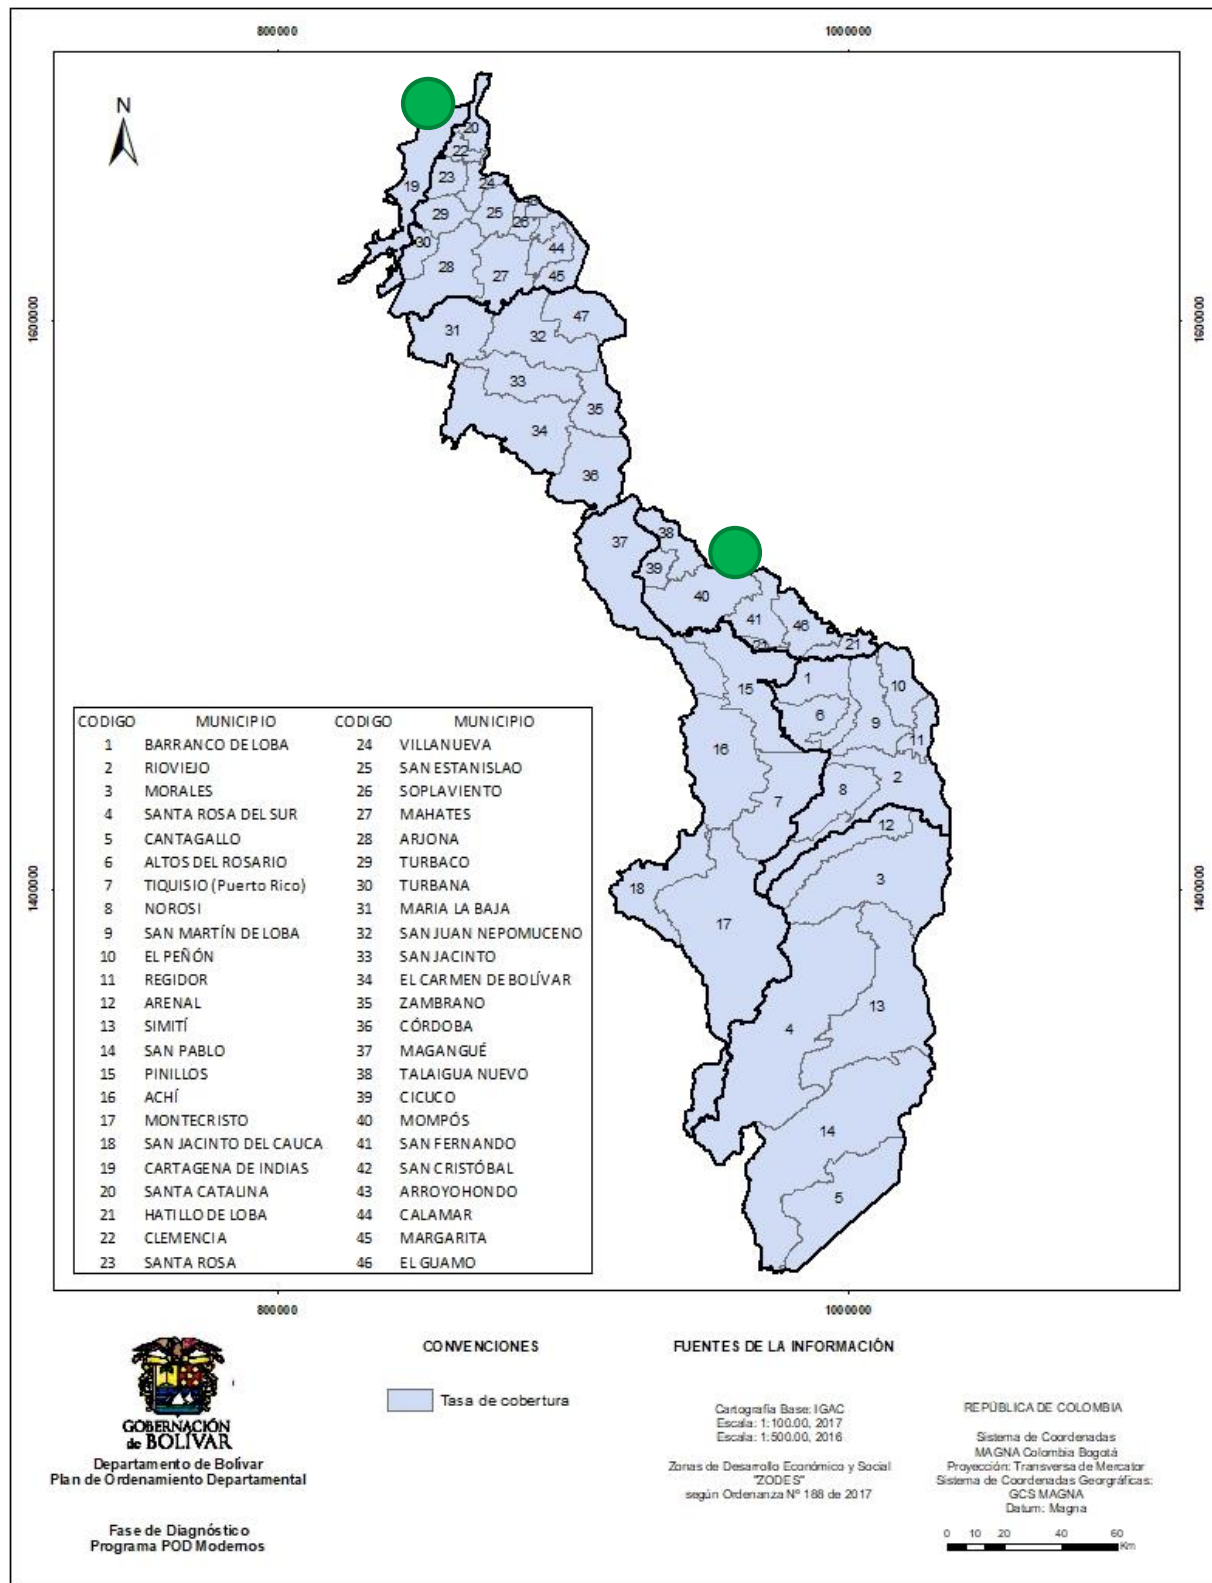 800000 1000000
N
20
22
19 23 24
29 25 26
30 44
28 27 45
1600000 1600000
31 32 47
33
34 35
36
37 38
39
40
41 46
21
15 1 10
6 9
16 11
7 8 2
12
18 3
1400000 1400000
17
4 13
14
5
CODIGO MUNICIPIO CODIGO MUNICIPIO
1 BARRANCO DE LOBA 24 VILLANUEVA
2 RIOVIEJO 25 SAN ESTANISLAO
3 MORALES 26 SOPLAVIENTO
4 SANTA ROSA DEL SUR 27 MAHATES
5 CANTAGALLO 28 ARJONA
6 ALTOS DEL ROSARIO 29 TURBACO
7 TIQUISIO (Puerto Rico) 30 TURBANA
8 NOROSI 31 MARIA LA BAJA
9 SAN MARTÍN DE LOBA 32 SAN JUAN NEPOMUCENO
10 EL PEÑÓN 33 SAN JACINTO
11 REGIDOR 34 EL CARMEN DE BOLÍVAR
12 ARENAL 35 ZAMBRANO
13 SIMITÍ 36 CÓRDOBA
14 SAN PABLO 37 MAGANGUÉ
15 PINILLOS 38 TALAIGUA NUEVO
16 ACHÍ 39 CICUCO
17 MONTECRISTO 40 MOMPÓS
18 SAN JACINTO DEL CAUCA 41 SAN FERNANDO
19 CARTAGENA DE INDIAS 42 SAN CRISTÓBAL
20 SANTA CATALINA 43 ARROYOHONDO
21 HATILLO DE LOBA 44 CALAMAR
22 CLEMENCIA 45 MARGARITA
23 SANTA ROSA 46 EL GUAMO
800000 1000000
GOBERNACIÓN
de BOLÍVAR
Departamento de Bolívar
Plan de Ordenamiento Departamental
Fase de Diagnóstico
Programa POD Modernos
CONVENCIONES
Tasa de cobertura
FUENTES DE LA INFORMACIÓN
Cartografía Base: IGAC
Escala: 1:100.00, 2017
Escala: 1:500.00, 2016
Zonas de Desarrollo Económico y Social
"ZODES"
según Ordenanza Nº 188 de 2017
REPÚBLICA DE COLOMBIA
Sistema de Coordenadas
MAGNA Colombia Bogotá
Proyección: Transversa de Mercator
Sistema de Coordenadas Georgráficas:
GCS MAGNA
Datum: Magna
0 10 20 40 60
Km